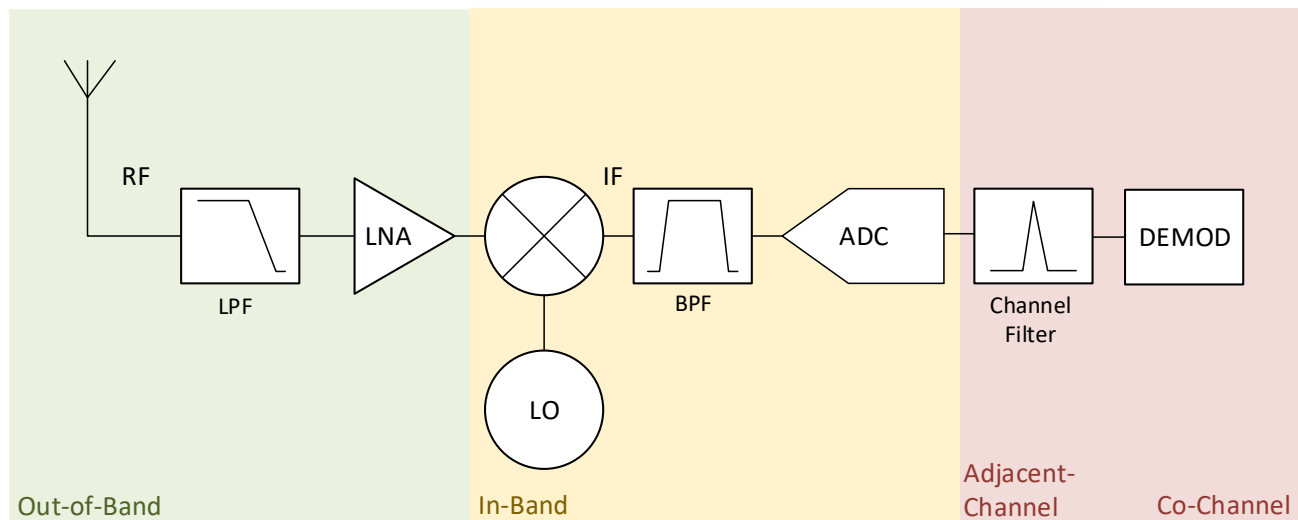 RF
LPF
LNA
IF
LO
BPF
ADC
Channel
Filter
DEMOD
Out-of-Band
In-Band
Adjacent-
Channel
Co-Channel